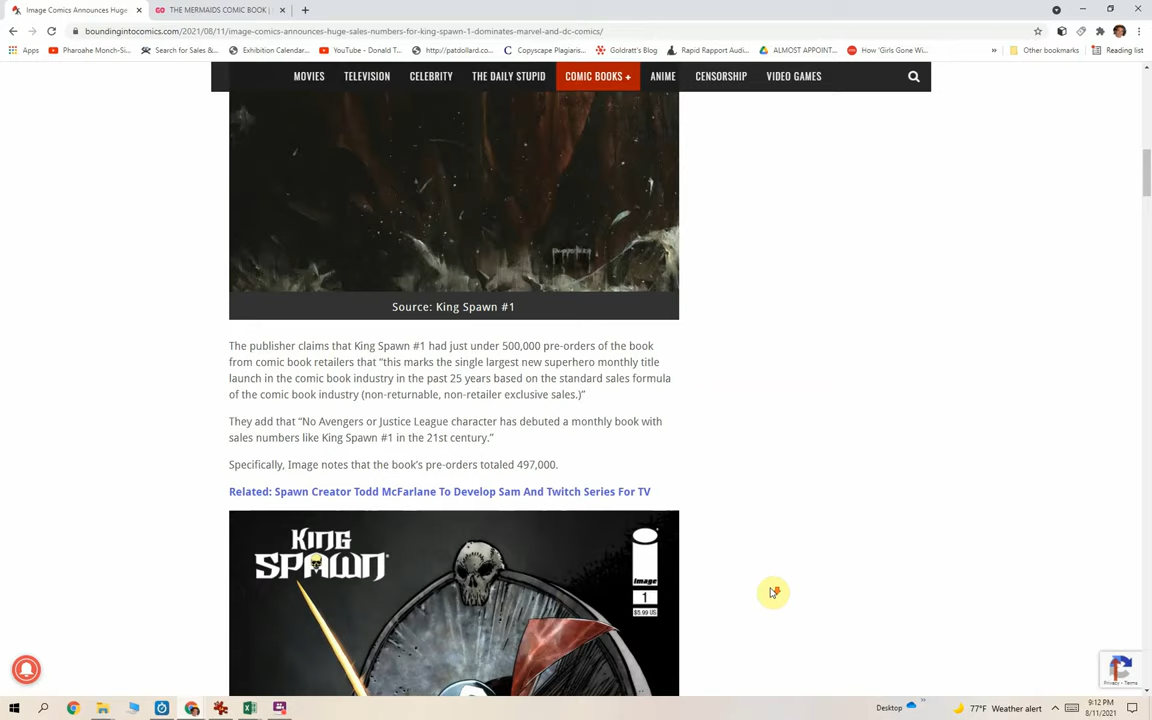 Image Comics Announces Huge
THE MERMAIDS COMIC BOOK |
boundingintocomics.com/2021/08/11/image-comics-announces-huge-sales-numbers-for-king-spawn-1-dominates-marvel-and-dc-comics/
Apps Pharoahe Monch-Si... Search for Sales &... Exhibition Calendar... YouTube - Donald T... http://patdollard.co... Copyscape Plagiaris... Goldratt's Blog Rapid Rapport Audi... ALMOST APPOINT... How 'Girls Gone Wi... » Other bookmarks Reading list
MOVIES TELEVISION CELEBRITY THE DAILY STUPID COMIC BOOKS + ANIME CENSORSHIP VIDEO GAMES
Source: King Spawn #1
The publisher claims that King Spawn #1 had just under 500,000 pre-orders of the book
from comic book retailers that “this marks the single largest new superhero monthly title
launch in the comic book industry in the past 25 years based on the standard sales formula
of the comic book industry (non-returnable, non-retailer exclusive sales.)”
They add that “No Avengers or Justice League character has debuted a monthly book with
sales numbers like King Spawn #1 in the 21st century.”
Specifically, Image notes that the book’s pre-orders totaled 497,000.
Related: Spawn Creator Todd McFarlane To Develop Sam And Twitch Series For TV
KING
SPAWN
image
1
$5.99 US
Privacy - Terms
Desktop » 77°F Weather alert 9:12 PM
8/11/2021